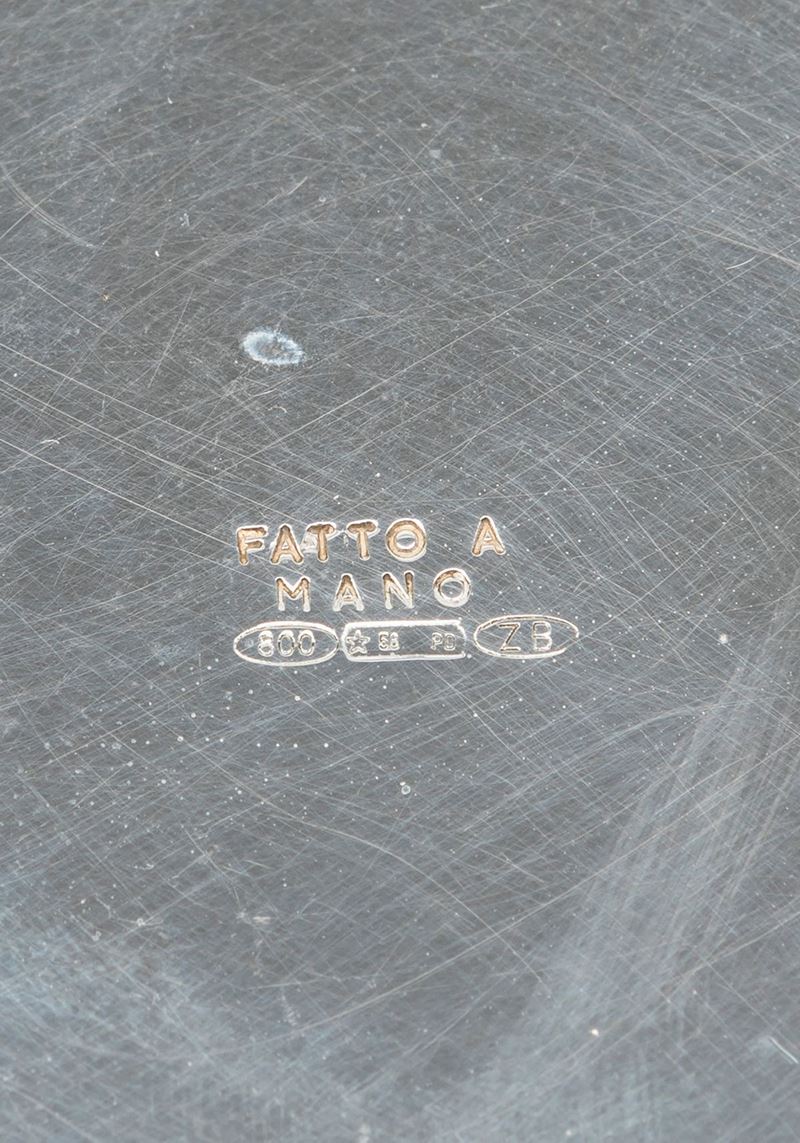 FATTO A
MANO
800 ☆ 58 PD ZB